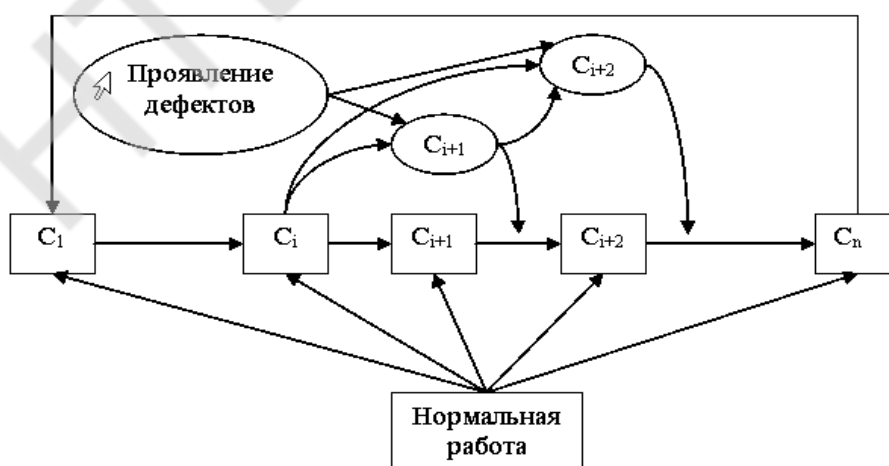 Проявление
дефектов
C_{i+2}
C_{i+1}
C_1
C_i
C_{i+1}
C_{i+2}
C_n
Нормальная
работа